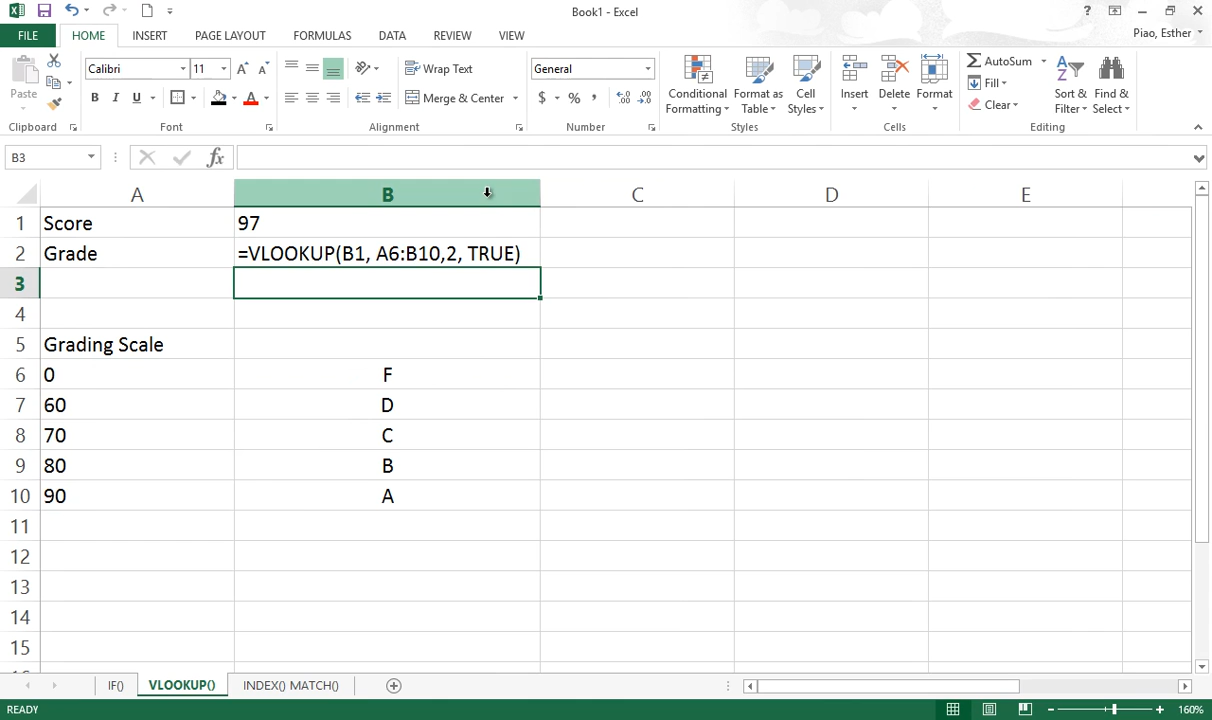 Book1 - Excel
?
FILE HOME INSERT PAGE LAYOUT FORMULAS DATA REVIEW VIEW
Piao, Esther
Paste
Calibri 11 A A
B I U A
Wrap Text
Merge & Center
General
$ % ,
Conditional Formatting
Format as Table
Cell Styles
Insert
Delete
Format
AutoSum
Fill
Clear
Sort & Filter
Find & Select
Clipboard Font Alignment Number Styles Cells Editing
B3 fx
A B C D E
1 Score 97
2 Grade =VLOOKUP(B1, A6:B10,2, TRUE)
3
4
5 Grading Scale
6 0 F
7 60 D
8 70 C
9 80 B
10 90 A
11
12
13
14
15
IF() VLOOKUP() INDEX() MATCH()
READY 160%